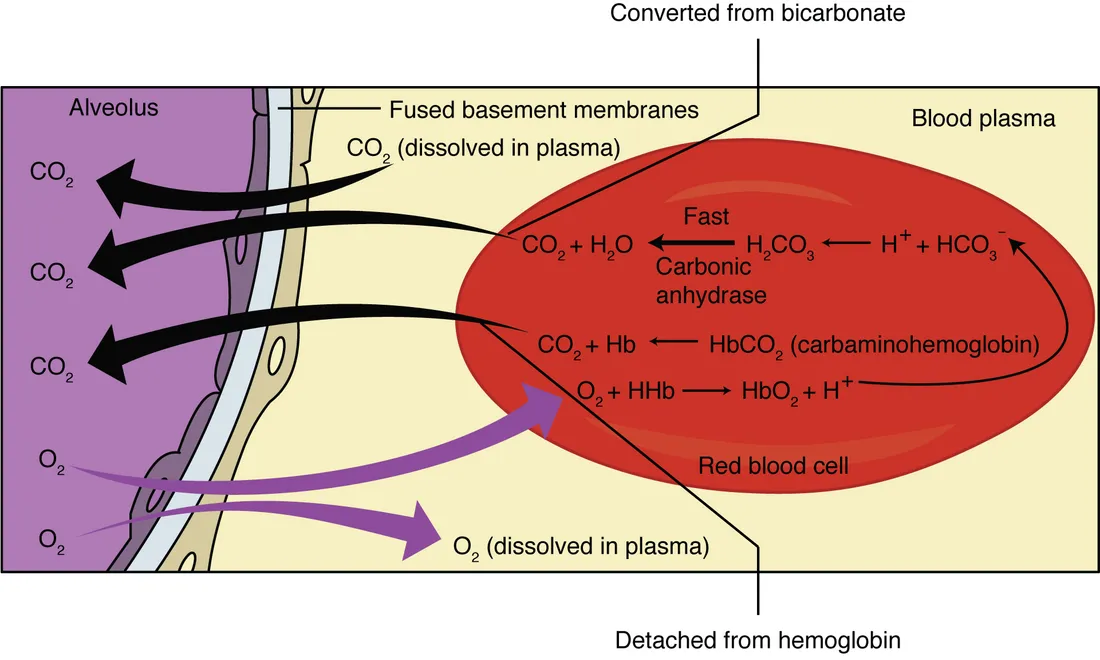 Converted from bicarbonate
Alveolus
Fused basement membranes
Blood plasma
CO₂ (dissolved in plasma)
CO₂
Fast
CO₂ + H₂O ← H₂CO₃ ← H⁺ + HCO₃⁻
Carbonic
anhydrase
CO₂
CO₂ + Hb ← HbCO₂ (carbaminohemoglobin)
CO₂
O₂ + HHb → HbO₂ + H⁺
O₂
Red blood cell
O₂
O₂ (dissolved in plasma)
Detached from hemoglobin